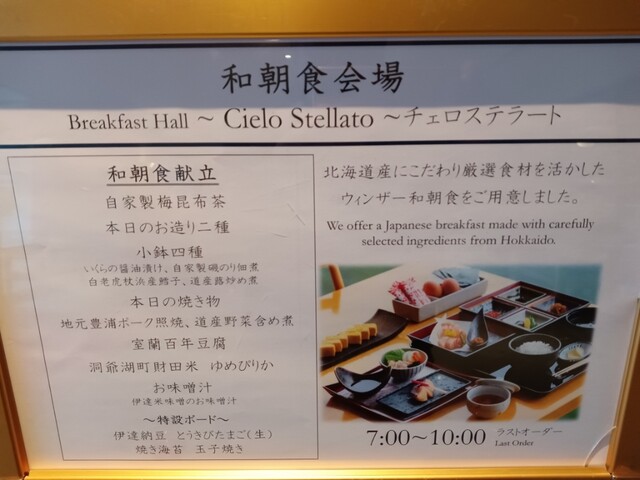 和朝食会場
Breakfast Hall ～ Cielo Stellato ～チェロステラート
和朝食献立
自家製梅昆布茶
本日のお造り二種
小鉢四種
いくらの醤油漬け、自家製磯のり佃煮
白老虎杖浜産鱈子、道産蕗炒め煮
本日の焼き物
地元豊浦ポーク照焼、道産野菜含め煮
室蘭百年豆腐
洞爺湖町財田米 ゆめぴりか
お味噌汁
伊達米味噌のお味噌汁
～特設ボード～
伊達納豆 とうきびたまご(生)
焼き海苔 玉子焼き
北海道産にこだわり厳選食材を活かした
ウィンザー和朝食をご用意しました。
We offer a Japanese breakfast made with carefully
selected ingredients from Hokkaido.
7:00～10:00 ラストオーダー
Last Order